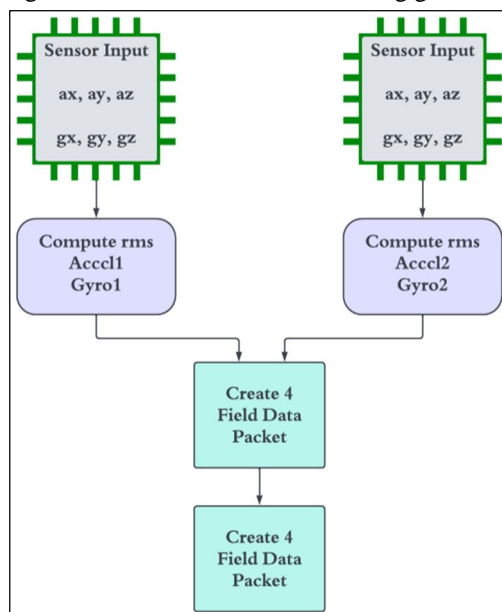 Sensor Input
ax, ay, az
gx, gy, gz
Sensor Input
ax, ay, az
gx, gy, gz
Compute rms
Acccl1
Gyro1
Compute rms
Acccl2
Gyro2
Create 4
Field Data
Packet
Create 4
Field Data
Packet